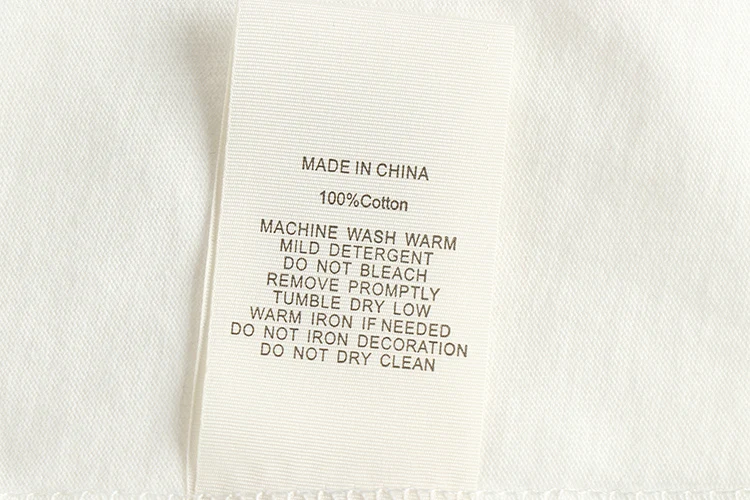 MADE IN CHINA
100%Cotton
MACHINE WASH WARM
MILD DETERGENT
DO NOT BLEACH
REMOVE PROMPTLY
TUMBLE DRY LOW
WARM IRON IF NEEDED
DO NOT IRON DECORATION
DO NOT DRY CLEAN